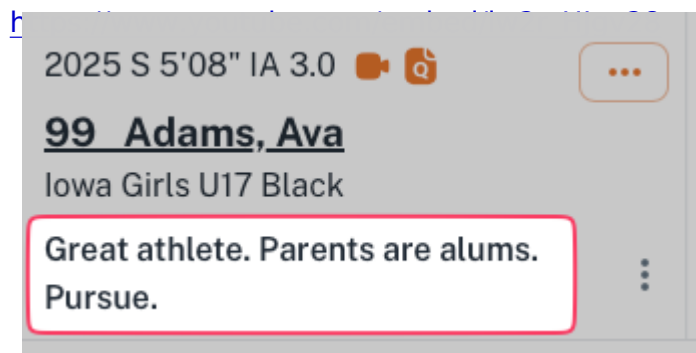 2025 S 5'08" IA 3.0
99 Adams, Ava
Iowa Girls U17 Black
Great athlete. Parents are alums.
Pursue.